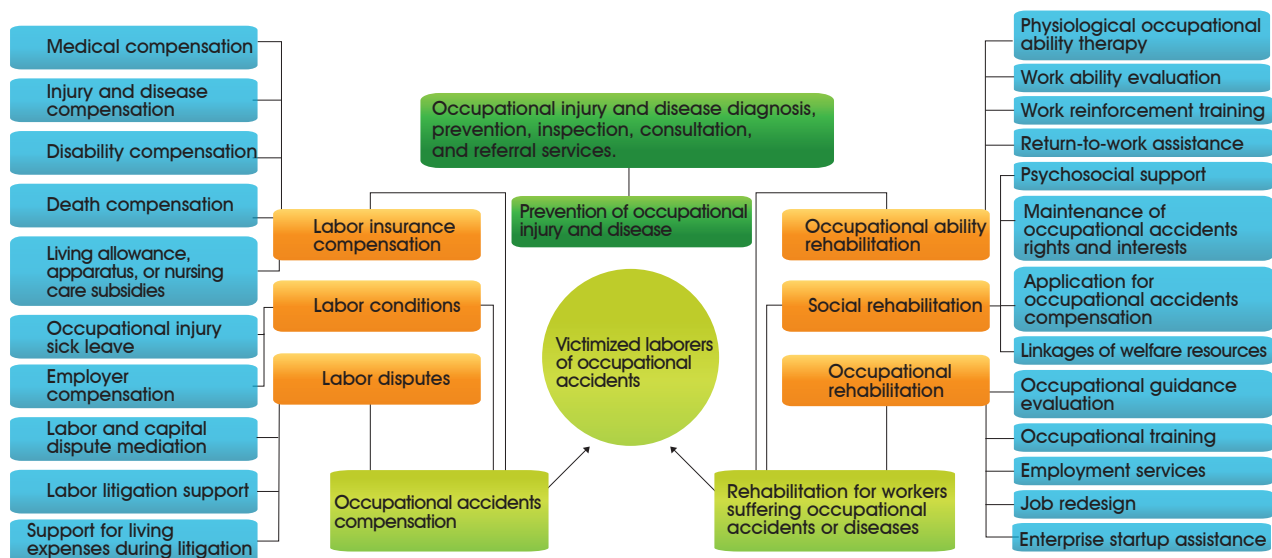 Medical compensation
Injury and disease
compensation
Disability compensation
Death compensation
Living allowance,
apparatus, or nursing
care subsidies
Occupational injury
sick leave
Employer
compensation
Labor and capital
dispute mediation
Labor litigation support
Support for living
expenses during litigation
Labor insurance
compensation
Labor conditions
Labor disputes
Occupational accidents
compensation
Occupational injury and disease diagnosis,
prevention, inspection, consultation,
and referral services.
Prevention of occupational
injury and disease
Victimized laborers
of occupational
accidents
Occupational ability
rehabilitation
Social rehabilitation
Occupational
rehabilitation
Rehabilitation for workers
suffering occupational
accidents or diseases
Physiological occupational
ability therapy
Work ability evaluation
Work reinforcement training
Return-to-work assistance
Psychosocial support
Maintenance of
occupational accidents
rights and interests
Application for
occupational accidents
compensation
Linkages of welfare resources
Occupational guidance
evaluation
Occupational training
Employment services
Job redesign
Enterprise startup assistance